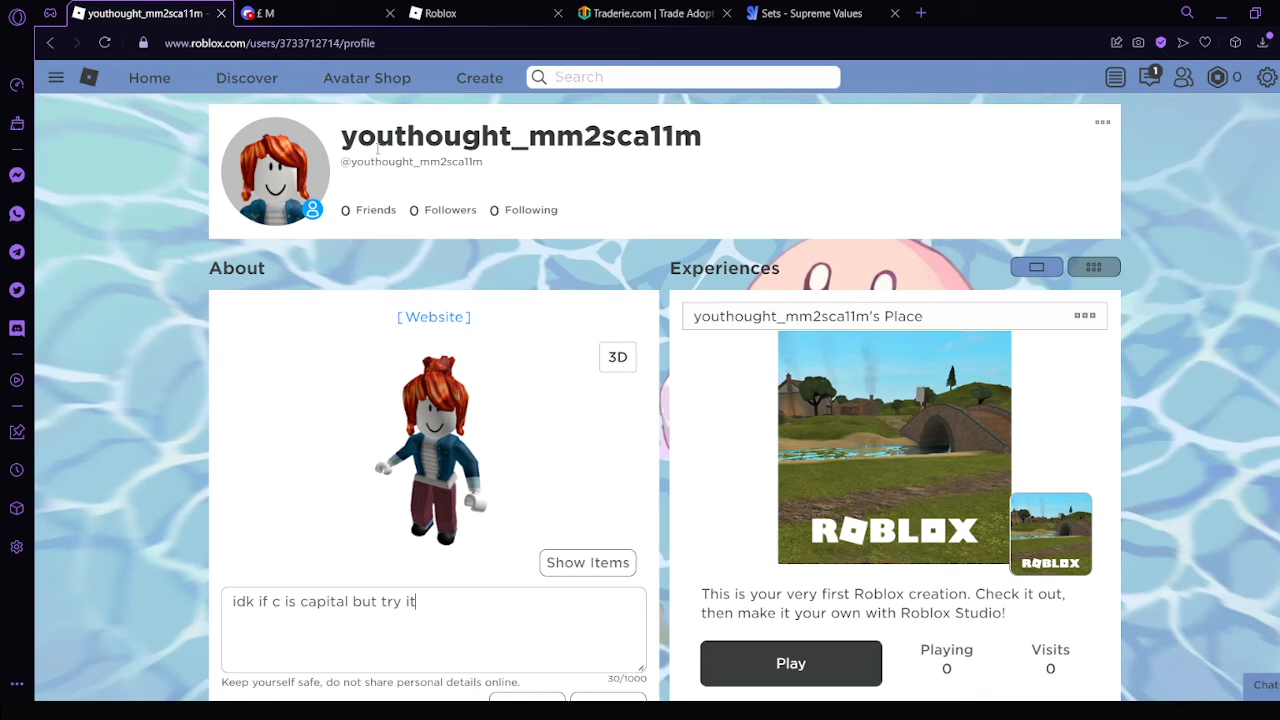 youthought_mm2sca11m
£ M
Roblox
Traderie.com | Trade Adopt
Sets - Supreme Values
www.roblox.com/users/3733712714/profile
Home
Discover
Avatar Shop
Create
Search
1
0
youthought_mm2sca11m
@youthought_mm2sca11m
0 Friends
0 Followers
0 Following
About
Experiences
[ Website ]
3D
Show Items
idk if c is capital but try it
Keep yourself safe, do not share personal details online.
30/1000
youthought_mm2sca11m's Place
ROBLOX
ROBLOX
This is your very first Roblox creation. Check it out,
then make it your own with Roblox Studio!
Play
Playing
0
Visits
0
Chat